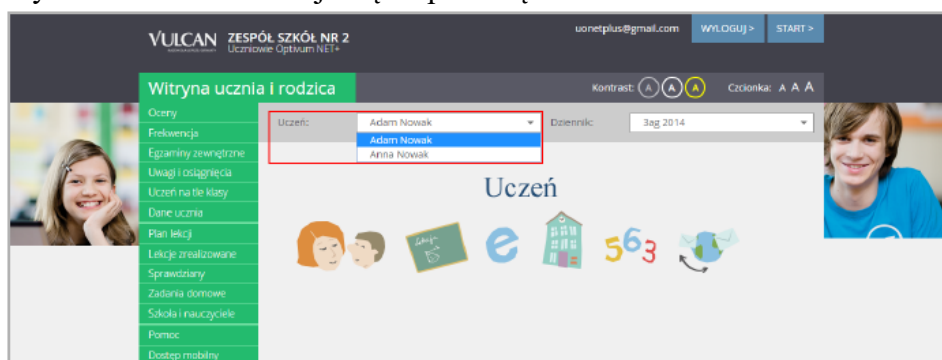 uonetplus@gmail.com WYLOGUJ > START >
VULCAN ZESPÓŁ SZKÓŁ NR 2
Uczniowie Optivum NET+
Witryna ucznia i rodzica
Kontrast: A A A Czcionka: A A A
Oceny
Uczeń: Adam Nowak Dziennik: 3ag 2014
Frekwencja
Adam Nowak
Egzaminy zewnętrzne
Anna Nowak
Uwagi i osiągnięcia
Uczeń na tle klasy
Uczeń
Dane ucznia
Plan lekcji
Lekcje zrealizowane
Sprawdziany
Zadania domowe
Szkoła i nauczyciele
Pomoc
Dostęp mobilny
Lekcja
e
563